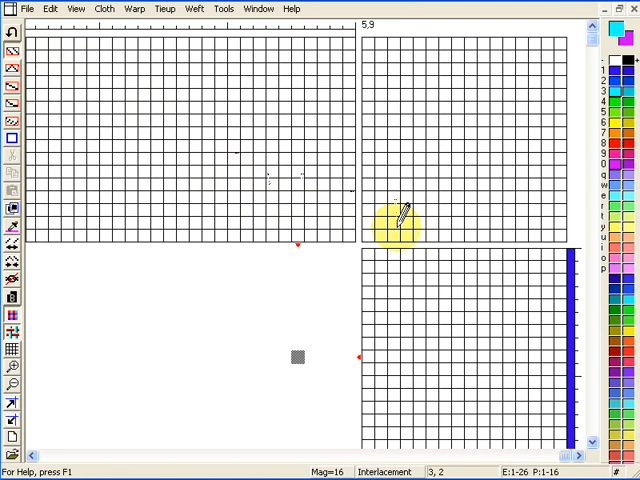 File Edit View Cloth Warp Tieup Weft Tools Window Help
5,9
- +
1
2
3
4
5
6
7
8
9
0
q
w
e
r
t
y
u
i
o
p
For Help, press F1 Mag=16 Interlacement 3, 2 E:1-26 P:1-16 #